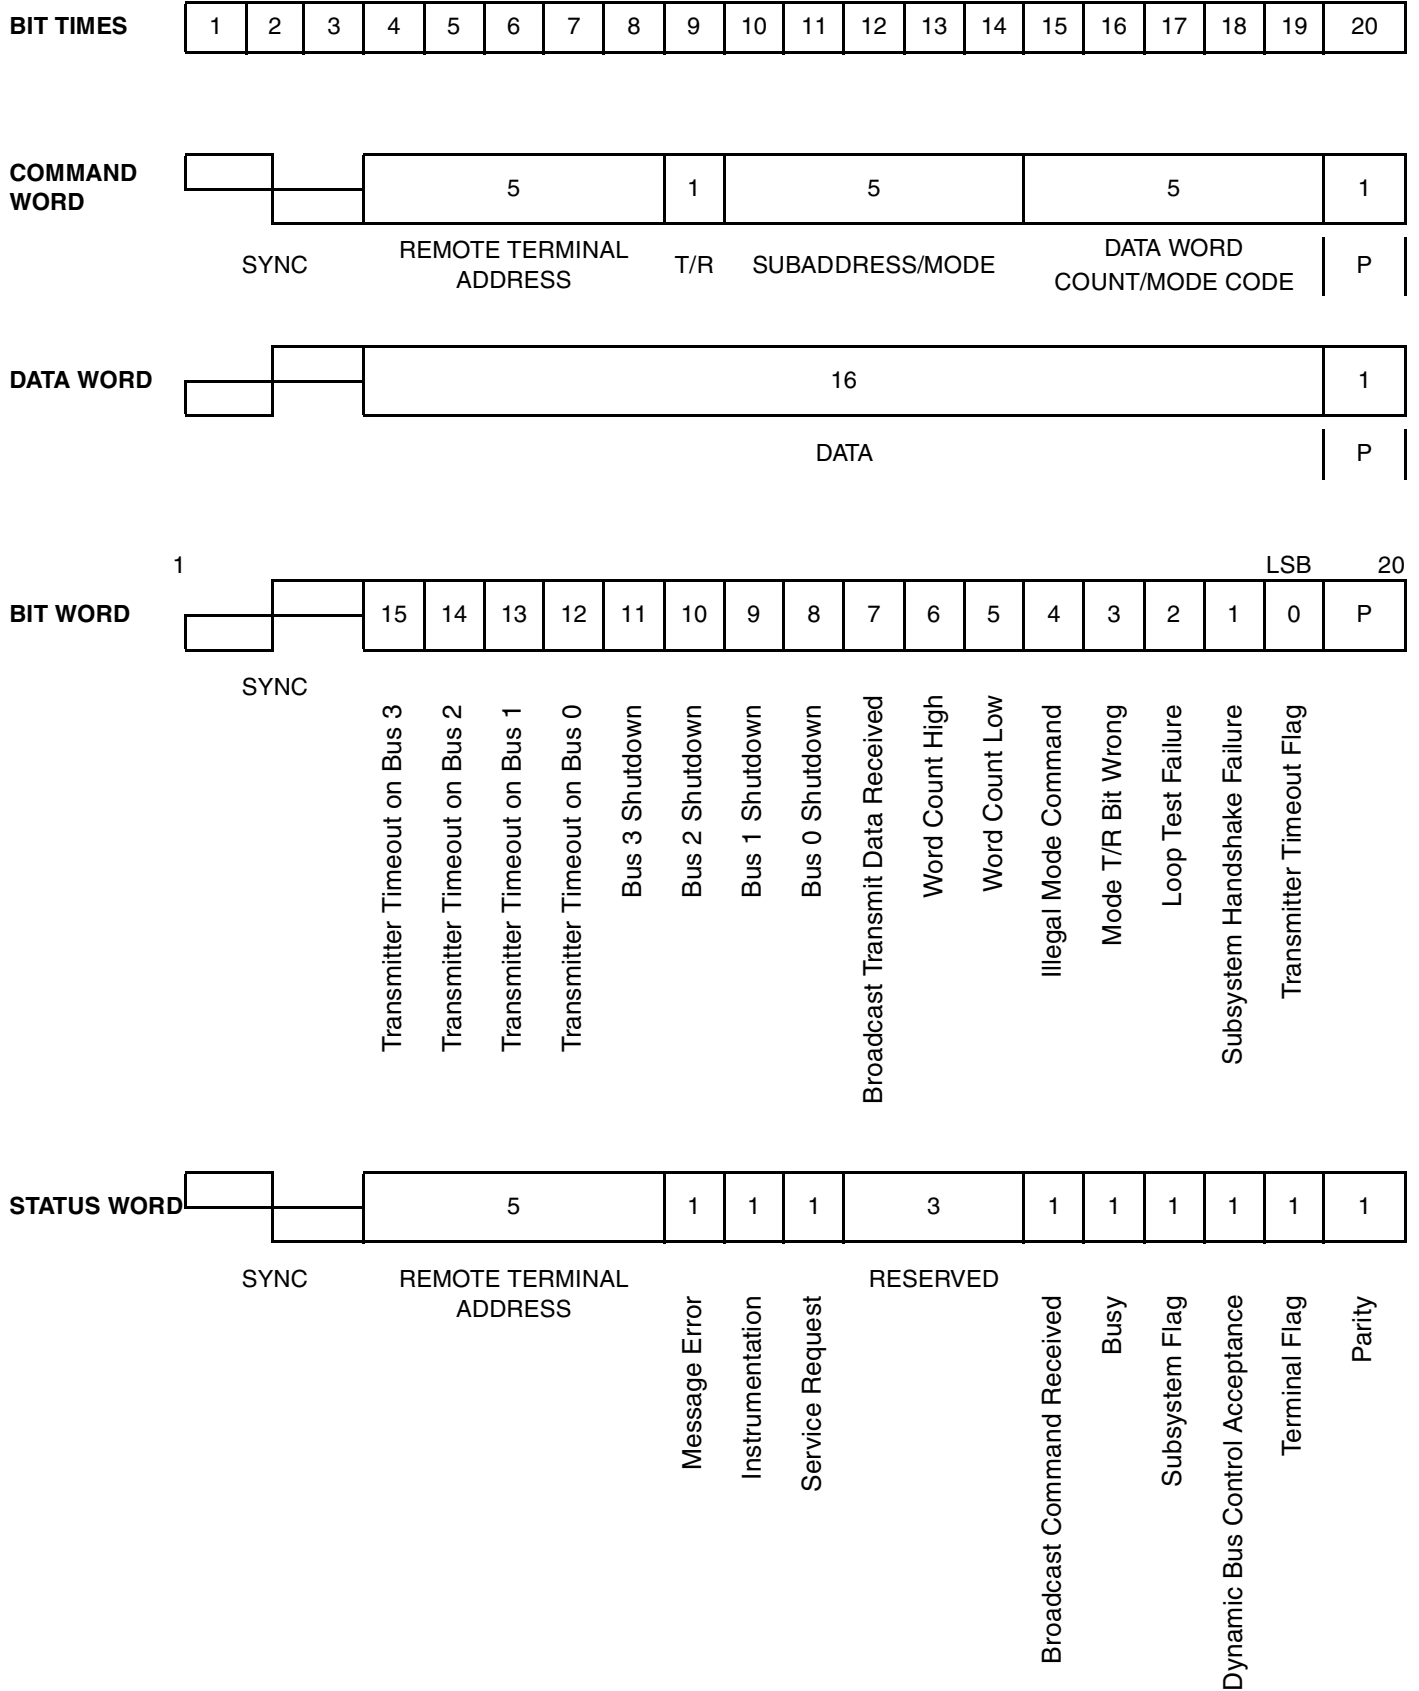 BIT TIMES 1 2 3 4 5 6 7 8 9 10 11 12 13 14 15 16 17 18 19 20
COMMAND
WORD
5 1 5 5 1
SYNC
REMOTE TERMINAL
ADDRESS
T/R
SUBADDRESS/MODE
DATA WORD
COUNT/MODE CODE
P
DATA WORD 16 1
DATA P
1 LSB 20
BIT WORD 15 14 13 12 11 10 9 8 7 6 5 4 3 2 1 0 P
SYNC
Transmitter Timeout on Bus 3
Transmitter Timeout on Bus 2
Transmitter Timeout on Bus 1
Transmitter Timeout on Bus 0
Bus 3 Shutdown
Bus 2 Shutdown
Bus 1 Shutdown
Bus 0 Shutdown
Broadcast Transmit Data Received
Word Count High
Word Count Low
Illegal Mode Command
Mode T/R Bit Wrong
Loop Test Failure
Subsystem Handshake Failure
Transmitter Timeout Flag
STATUS WORD 5 1 1 1 3 1 1 1 1 1 1
SYNC
REMOTE TERMINAL
ADDRESS
Message Error
Instrumentation
Service Request
RESERVED
Broadcast Command Received
Busy
Subsystem Flag
Dynamic Bus Control Acceptance
Terminal Flag
Parity